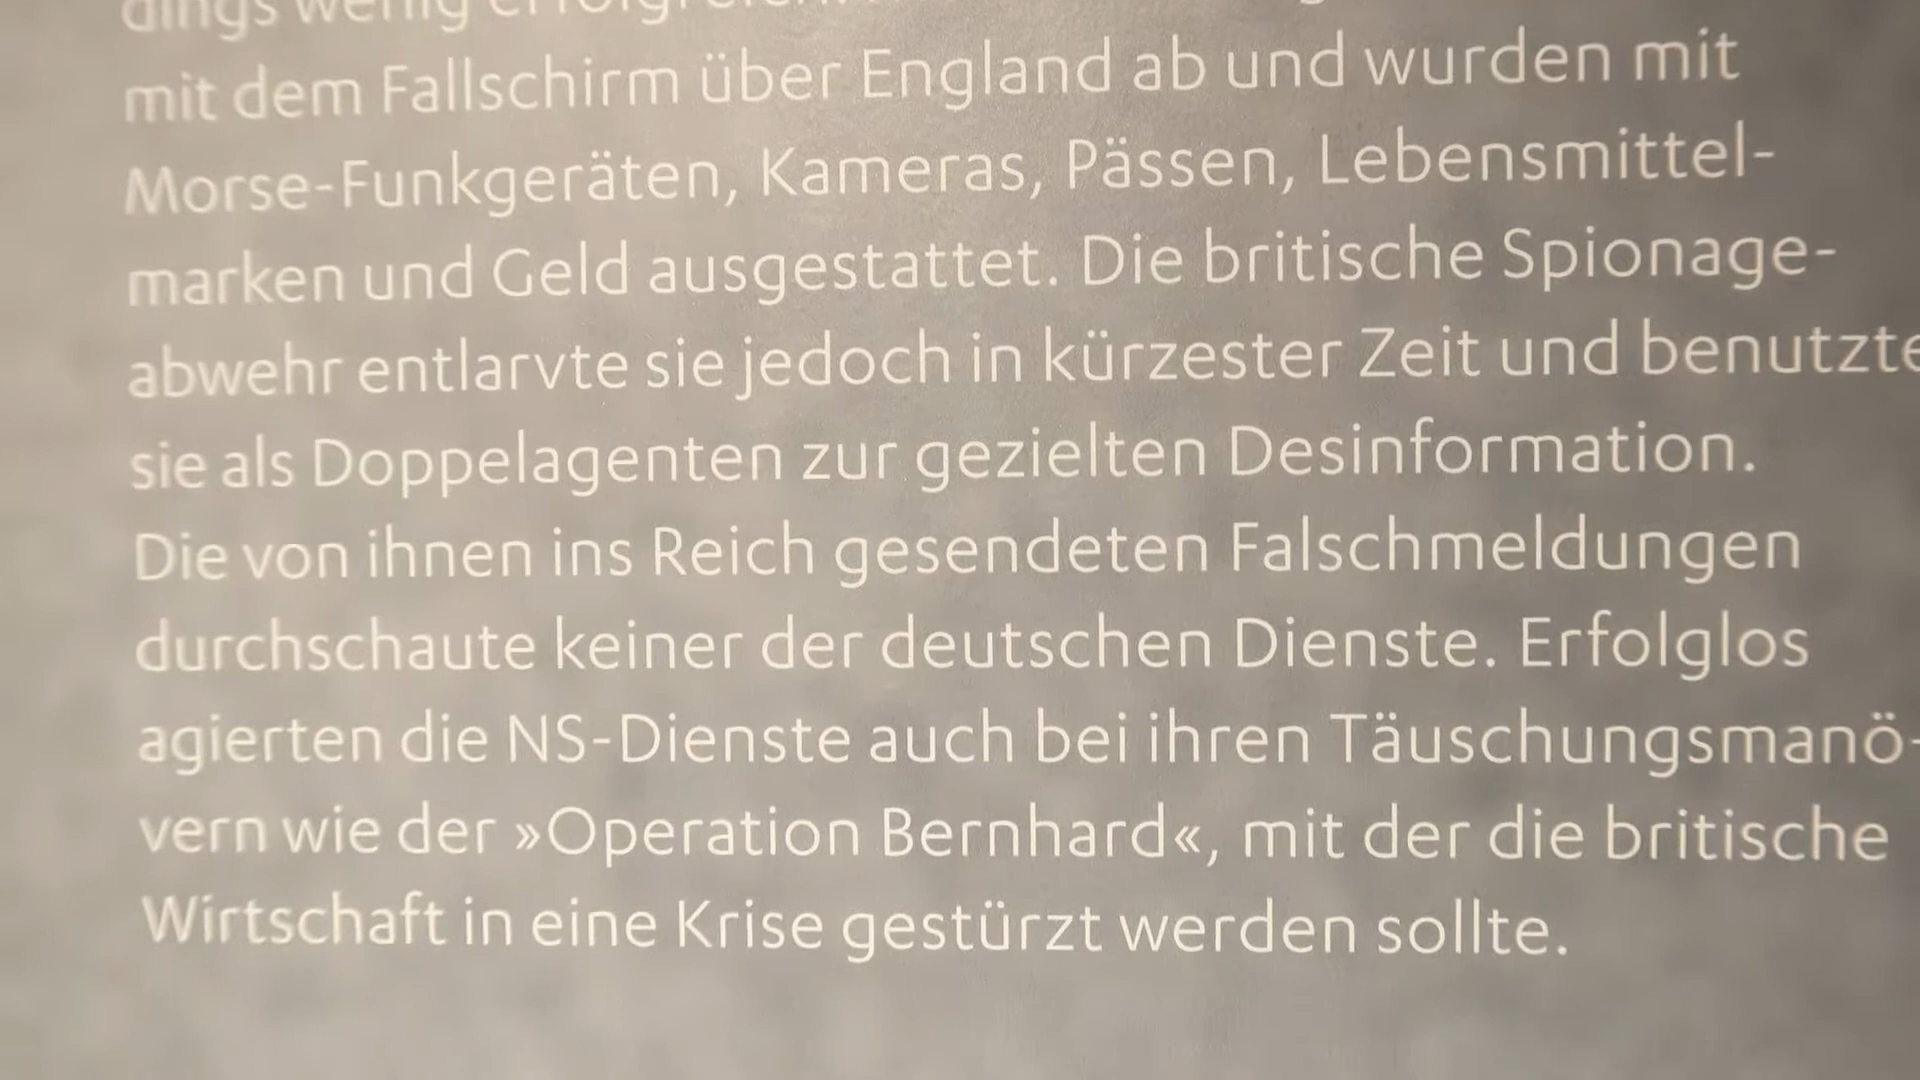 dings wenig
mit dem Fallschirm über England ab und wurden mit
Morse-Funkgeräten, Kameras, Pässen, Lebensmittel-
marken und Geld ausgestattet. Die britische Spionage-
abwehr entlarvte sie jedoch in kürzester Zeit und benutzte
sie als Doppelagenten zur gezielten Desinformation.
Die von ihnen ins Reich gesendeten Falschmeldungen
durchschaute keiner der deutschen Dienste. Erfolglos
agierten die NS-Dienste auch bei ihren Täuschungsmanö-
vern wie der »Operation Bernhard«, mit der die britische
Wirtschaft in eine Krise gestürzt werden sollte.